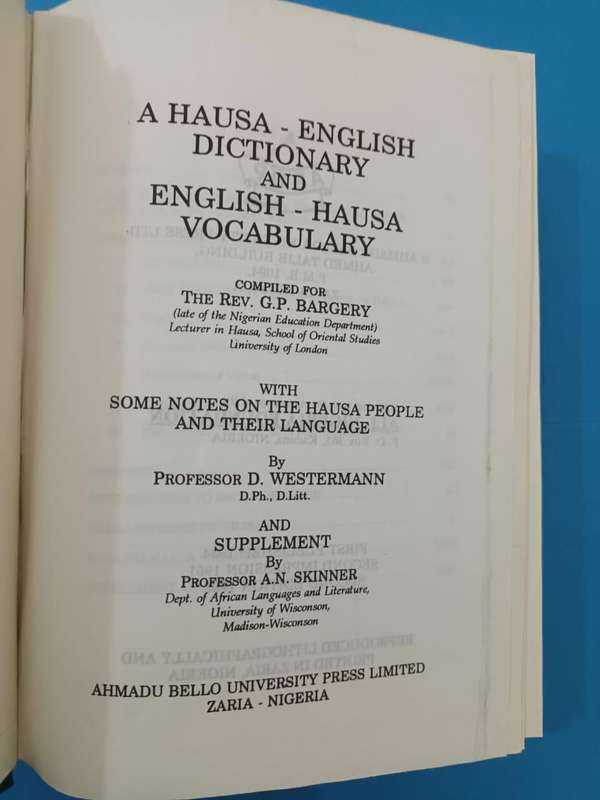 A HAUSA - ENGLISH
DICTIONARY
AND
ENGLISH - HAUSA
VOCABULARY
COMPILED FOR
THE REV. G.P. BARGERY
(late of the Nigerian Education Department)
Lecturer in Hausa, School of Oriental Studies
University of London
WITH
SOME NOTES ON THE HAUSA PEOPLE
AND THEIR LANGUAGE
By
PROFESSOR D. WESTERMANN
D.Ph., D.Litt.
AND
SUPPLEMENT
By
PROFESSOR A.N. SKINNER
Dept. of African Languages and Literature,
University of Wisconsin,
Madison-Wisconsin
AHMADU BELLO UNIVERSITY PRESS LIMITED
ZARIA - NIGERIA